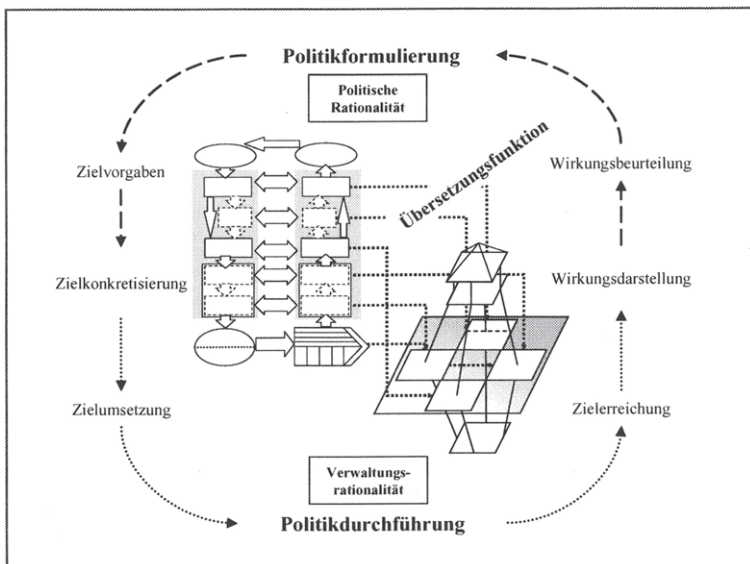 Politikformulierung
Politische
Rationalität
Übersetzungsfunktion
Zielvorgaben
Wirkungsbeurteilung
Zielkonkretisierung
Wirkungsdarstellung
Zielumsetzung
Zielerreichung
Verwaltungs-
rationalität
Politikdurchführung